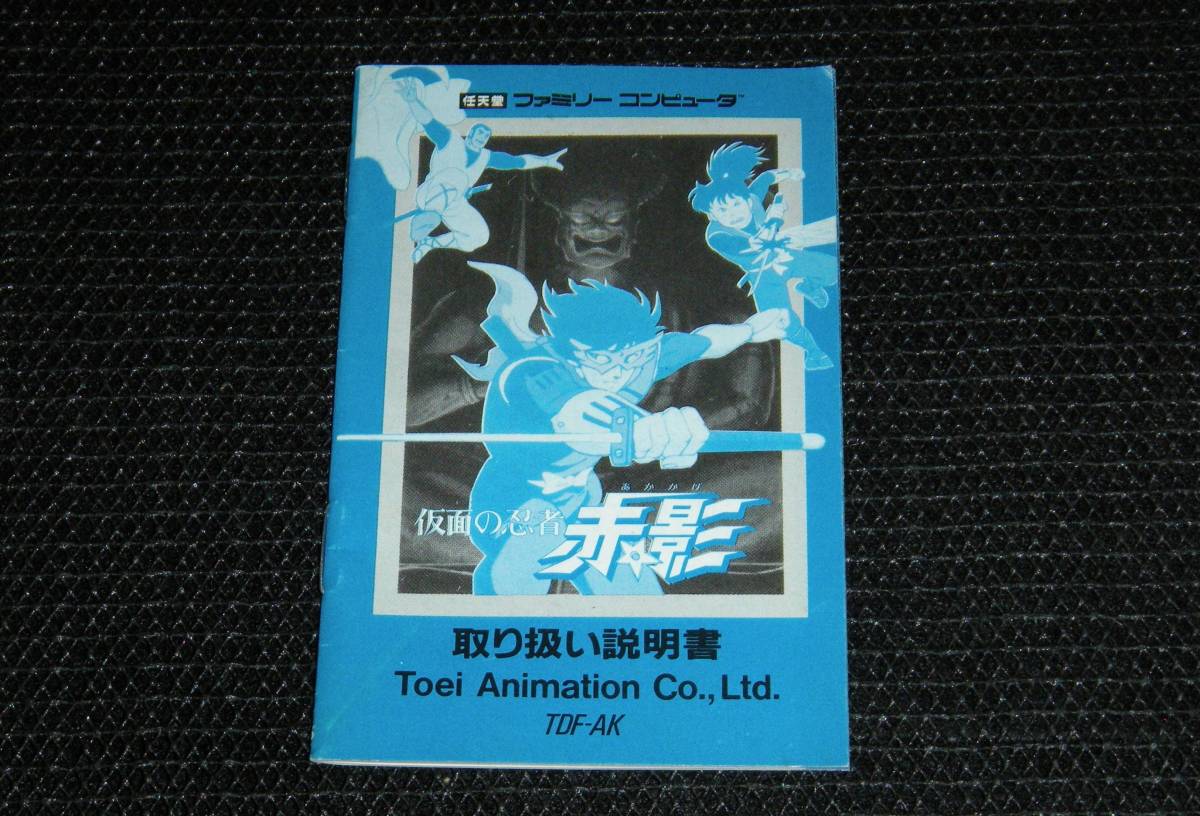 任天堂 ファミリー コンピュータ™
あかかげ
仮面の忍者 赤影
取り扱い説明書
Toei Animation Co.,Ltd.
TDF-AK